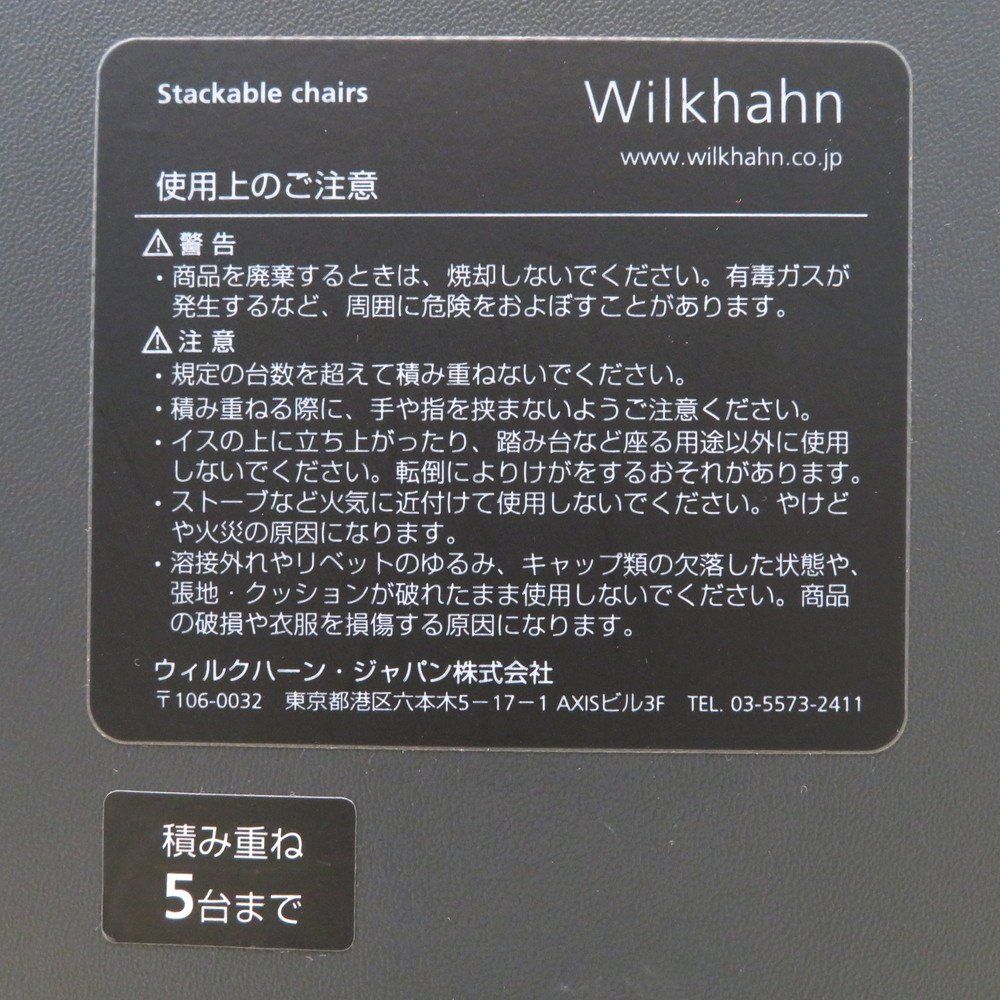 Stackable chairs
Wilkhahn
www.wilkhahn.co.jp
使用上のご注意
⚠ 警告
・商品を廃棄するときは、焼却しないでください。有毒ガスが
発生するなど、周囲に危険をおよぼすことがあります。
⚠ 注意
・規定の台数を超えて積み重ねないでください。
・積み重ねる際に、手や指を挟まないようご注意ください。
・イスの上に立ち上がったり、踏み台など座る用途以外に使用
しないでください。転倒によりけがをするおそれがあります。
・ストーブなど火気に近付けて使用しないでください。やけど
や火災の原因になります。
・溶接外れやリベットのゆるみ、キャップ類の欠落した状態や、
張地・クッションが破れたまま使用しないでください。商品
の破損や衣服を損傷する原因になります。
ウィルクハーン・ジャパン株式会社
〒106-0032 東京都港区六本木5−17−1 AXISビル3F TEL. 03-5573-2411
積み重ね
5台まで